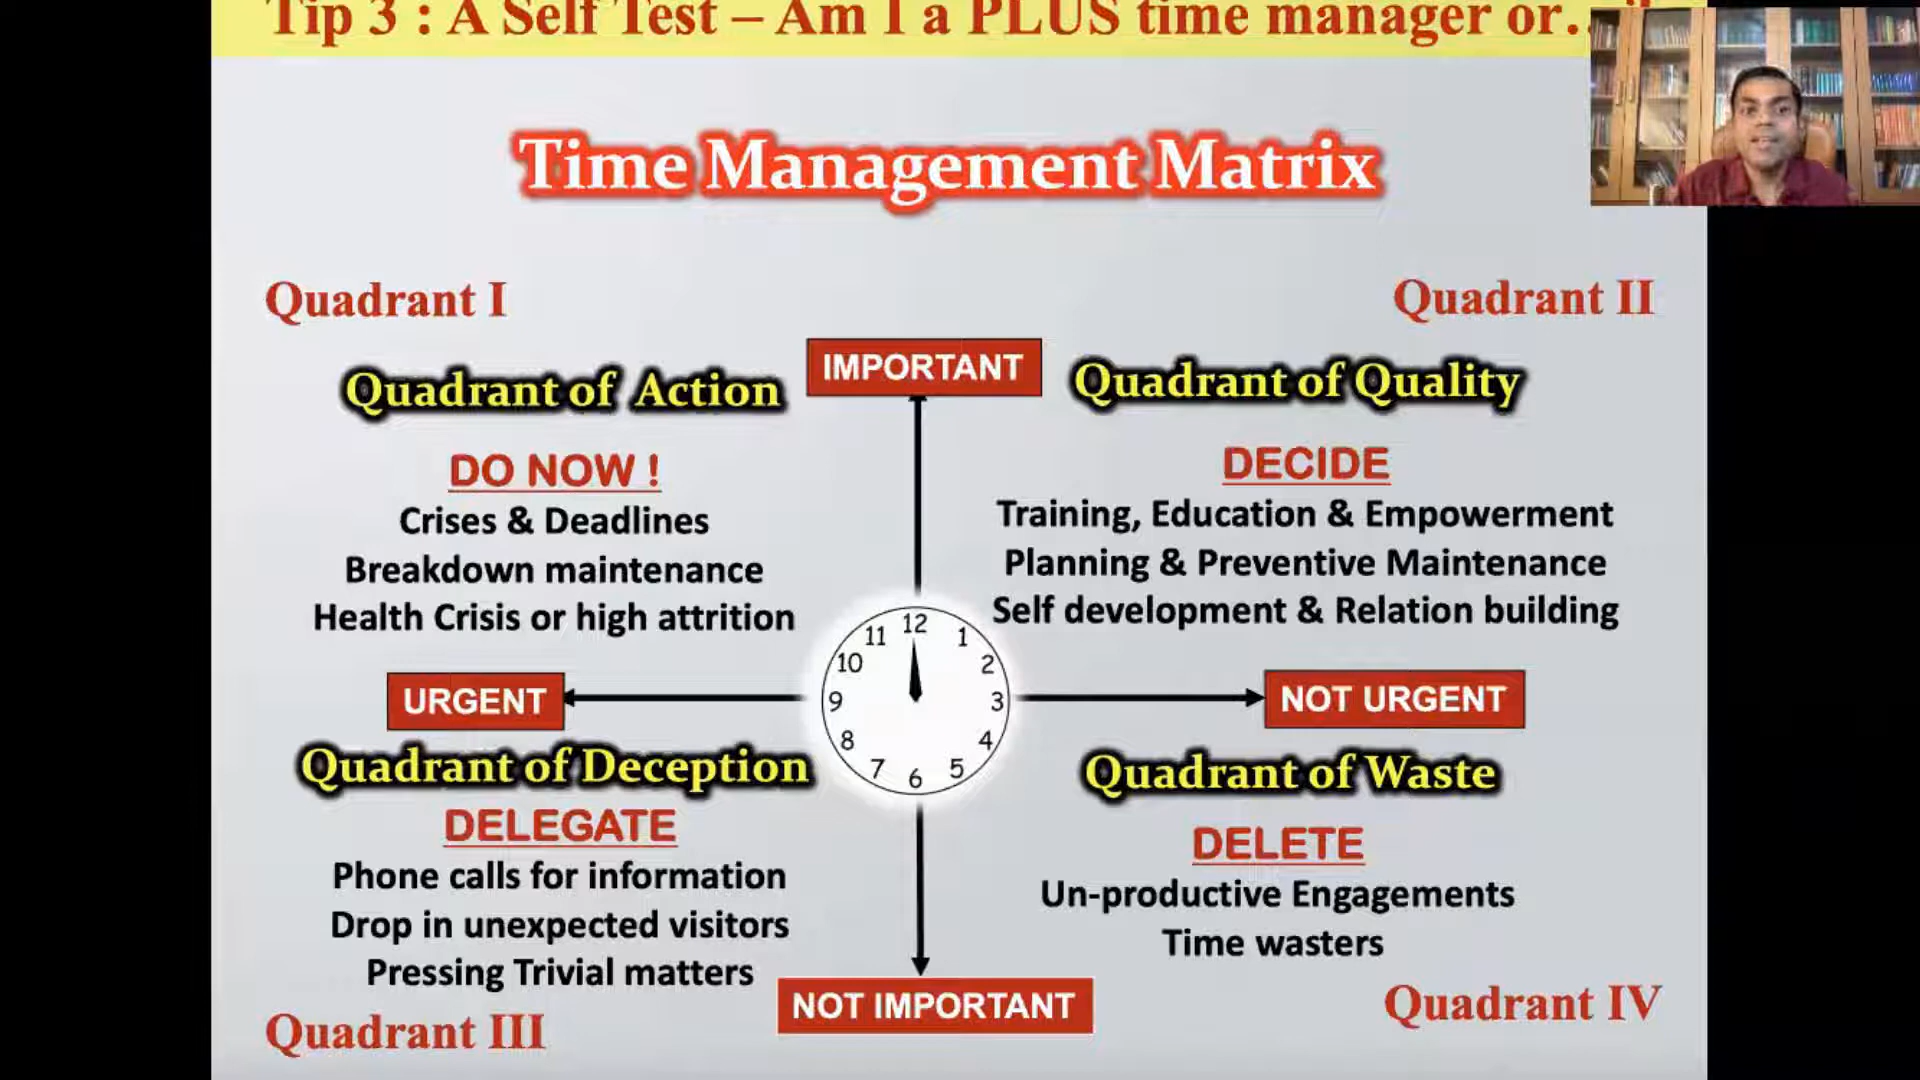 Tip 3 : A Self Test – Am I a PLUS time manager or…
Time Management Matrix
Quadrant I
Quadrant II
IMPORTANT
Quadrant of Action
DO NOW !
Crises & Deadlines
Breakdown maintenance
Health Crisis or high attrition
Quadrant of Quality
DECIDE
Training, Education & Empowerment
Planning & Preventive Maintenance
Self development & Relation building
12
11
1
10
2
9
3
8
4
7
5
6
URGENT
NOT URGENT
Quadrant of Deception
DELEGATE
Phone calls for information
Drop in unexpected visitors
Pressing Trivial matters
Quadrant III
Quadrant of Waste
DELETE
Un-productive Engagements
Time wasters
Quadrant IV
NOT IMPORTANT